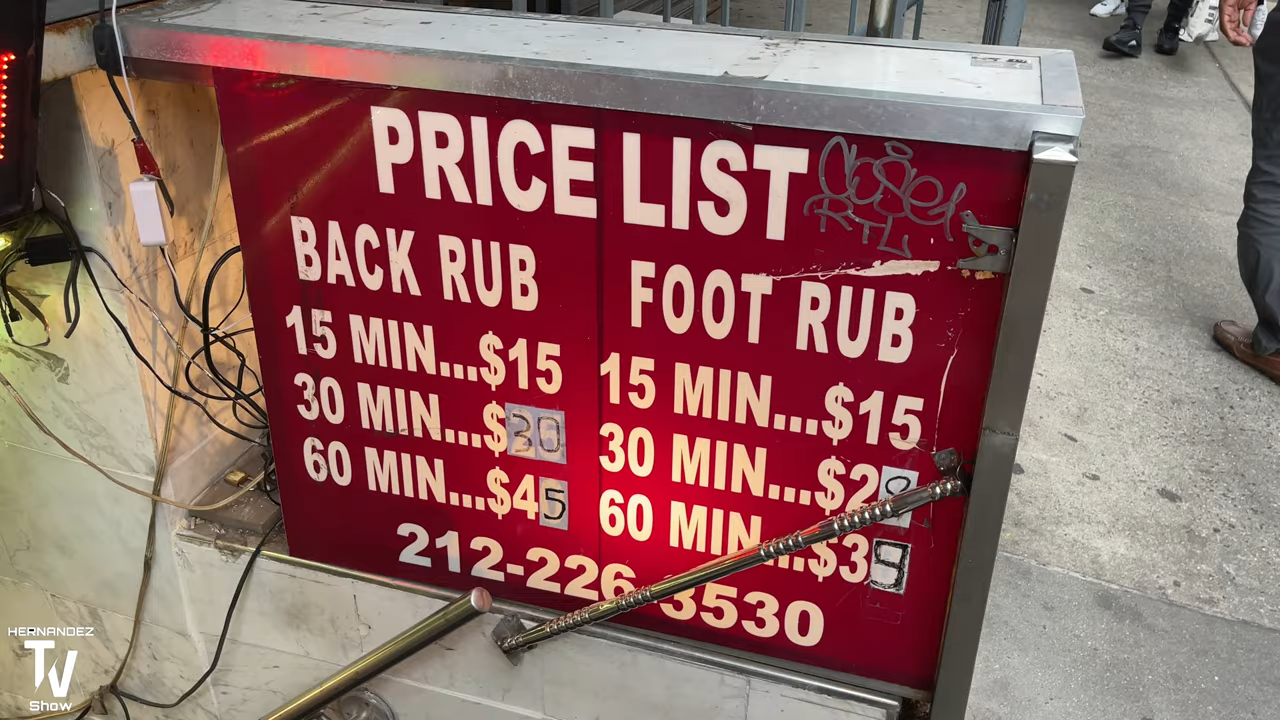 PRICE LIST
BACK RUB
15 MIN...$15
30 MIN...$
60 MIN...$45
FOOT RUB
15 MIN...$15
30 MIN...$28
60 MIN...$39
212-226-3530
HERNANDEZ
TV
Show